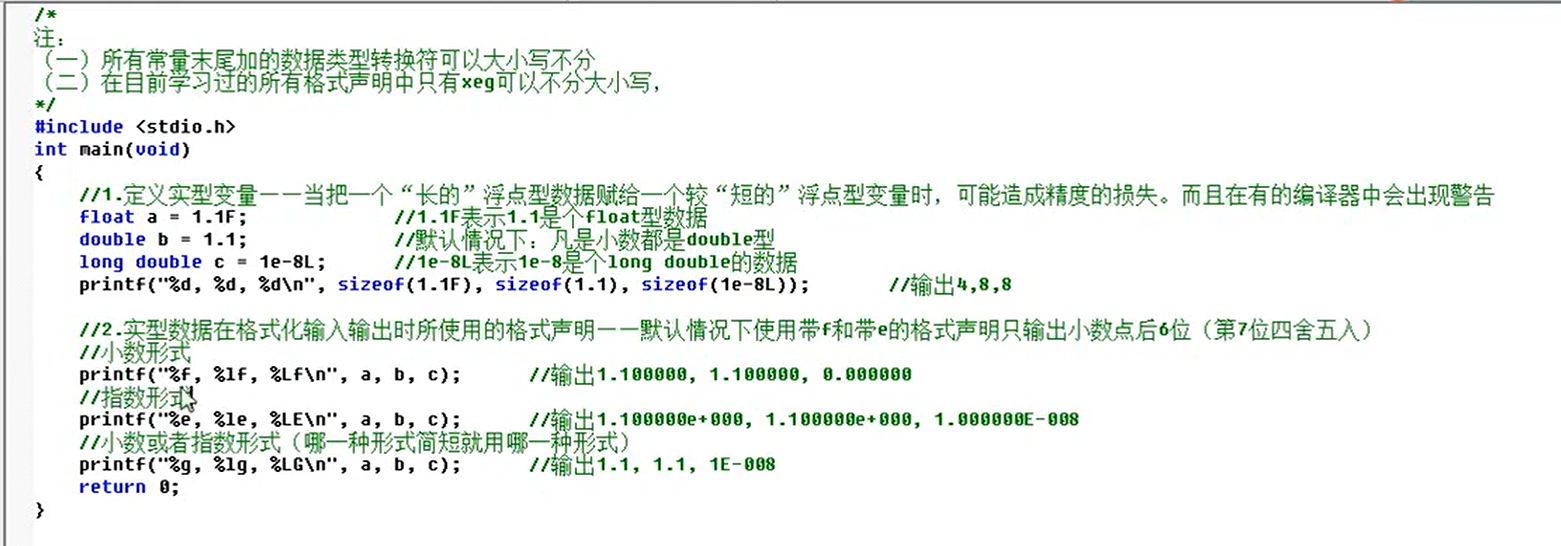 /*
注：
（一）所有常量末尾加的数据类型转换符可以大小写不分
（二）在目前学习过的所有格式声明中只有xeg可以不分大小写，
*/
#include <stdio.h>
int main(void)
{
//1.定义实型变量——当把一个“长的”浮点型数据赋给一个较“短的”浮点型变量时，可能造成精度的损失。而且在有的编译器中会出现警告
float a = 1.1F; //1.1F表示1.1是个float型数据
double b = 1.1; //默认情况下：凡是小数都是double型
long double c = 1e-8L; //1e-8L表示1e-8是个long double的数据
printf("%d, %d, %d\n", sizeof(1.1F), sizeof(1.1), sizeof(1e-8L)); //输出4,8,8
//2.实型数据在格式化输入输出时所使用的格式声明——默认情况下使用带f和带e的格式声明只输出小数点后6位（第7位四舍五入）
//小数形式
printf("%f, %lf, %Lf\n", a, b, c); //输出1.100000, 1.100000, 0.000000
//指数形式
printf("%e, %le, %LE\n", a, b, c); //输出1.100000e+000, 1.100000e+000, 1.000000E-008
//小数或者指数形式（哪一种形式简短就用哪一种形式）
printf("%g, %lg, %LG\n", a, b, c); //输出1.1, 1.1, 1E-008
return 0;
}